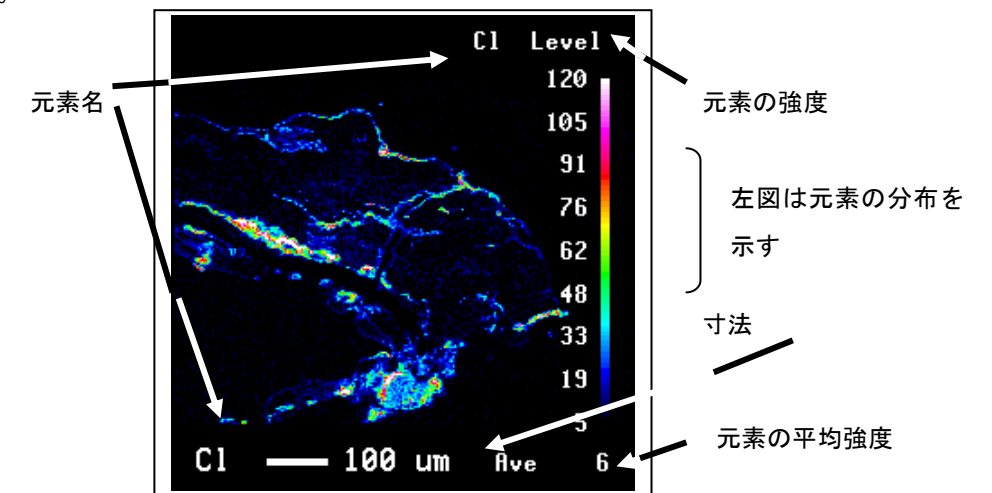 。
Cl Level
120
元素名
元素の強度
105
91
76
左図は元素の分布を
示す
62
48
寸法
33
19
5
元素の平均強度
Cl 100 um Ave 6